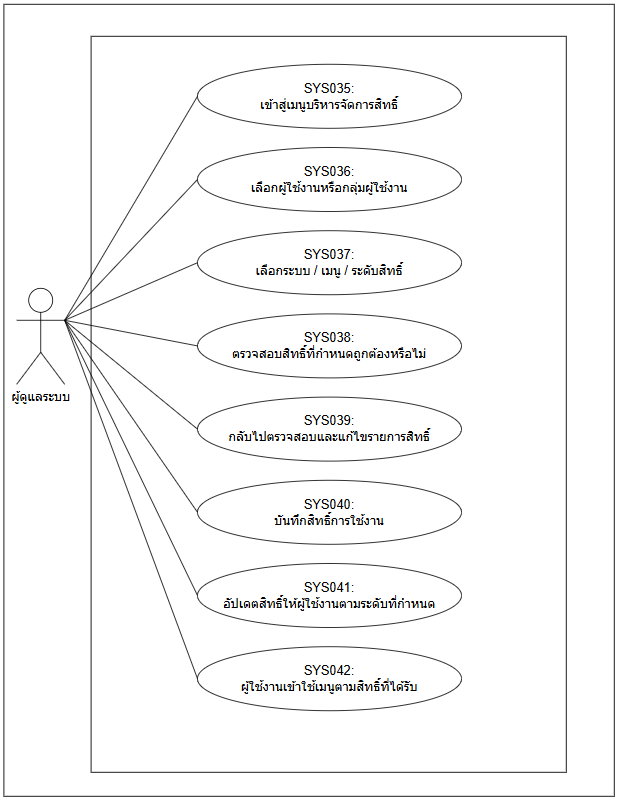 SYS035:
เข้าสู่เมนูบริหารจัดการสิทธิ์
SYS036:
เลือกผู้ใช้งานหรือกลุ่มผู้ใช้งาน
SYS037:
เลือกระบบ / เมนู / ระดับสิทธิ์
SYS038:
ตรวจสอบสิทธิ์ที่กำหนดถูกต้องหรือไม่
SYS039:
กลับไปตรวจสอบและแก้ไขรายการสิทธิ์
SYS040:
บันทึกสิทธิ์การใช้งาน
SYS041:
อัปเดตสิทธิ์ให้ผู้ใช้งานตามระดับที่กำหนด
SYS042:
ผู้ใช้งานเข้าใช้เมนูตามสิทธิ์ที่ได้รับ
ผู้ดูแลระบบ